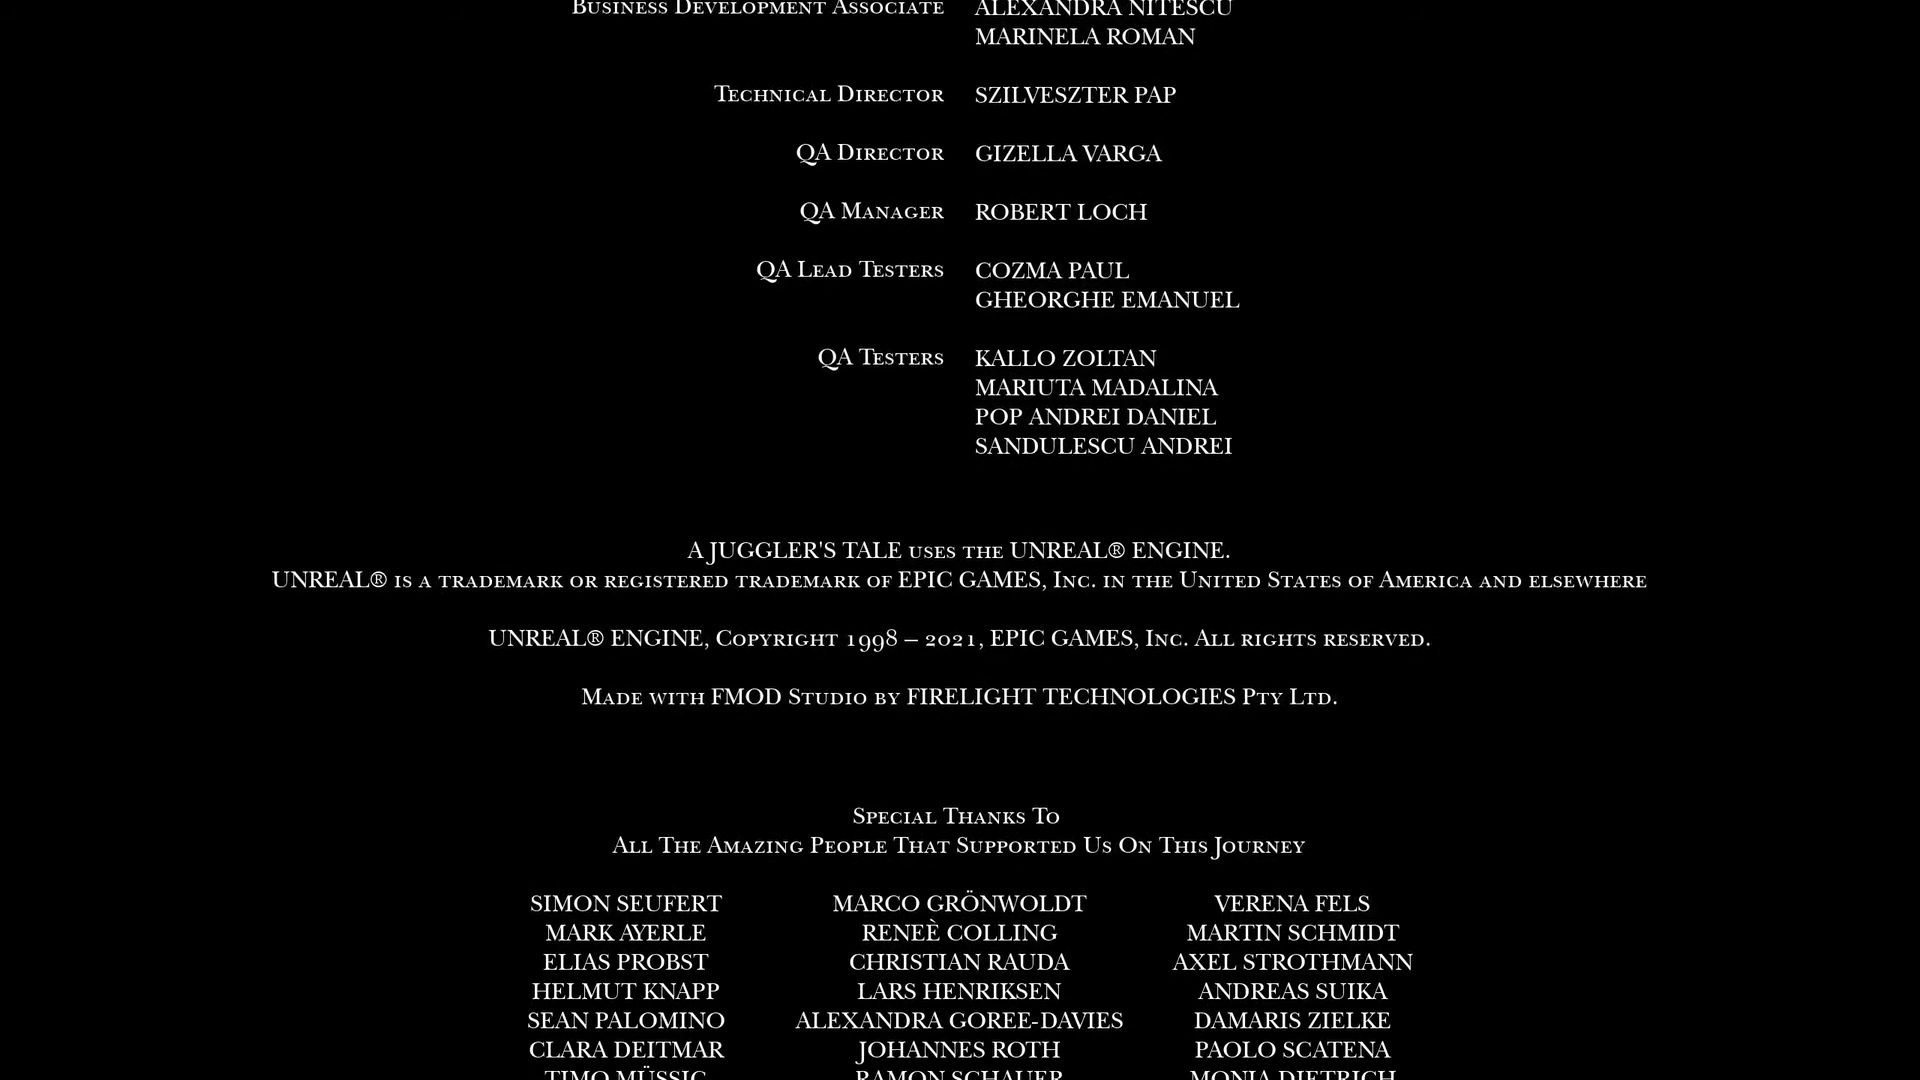 Business Development Associate ALEXANDRA NITESCU
MARINELA ROMAN
Technical Director SZILVESZTER PAP
QA Director GIZELLA VARGA
QA Manager ROBERT LOCH
QA Lead Testers COZMA PAUL
GHEORGHE EMANUEL
QA Testers KALLO ZOLTAN
MARIUTA MADALINA
POP ANDREI DANIEL
SANDULESCU ANDREI
A JUGGLER'S TALE uses the UNREAL® ENGINE.
UNREAL® is a trademark or registered trademark of EPIC GAMES, Inc. in the United States of America and elsewhere
UNREAL® ENGINE, Copyright 1998 – 2021, EPIC GAMES, Inc. All rights reserved.
Made with FMOD Studio by FIRELIGHT TECHNOLOGIES Pty Ltd.
Special Thanks To
All The Amazing People That Supported Us On This Journey
SIMON SEUFERT MARCO GRÖNWOLDT VERENA FELS
MARK AYERLE RENEÈ COLLING MARTIN SCHMIDT
ELIAS PROBST CHRISTIAN RAUDA AXEL STROTHMANN
HELMUT KNAPP LARS HENRIKSEN ANDREAS SUIKA
SEAN PALOMINO ALEXANDRA GOREE-DAVIES DAMARIS ZIELKE
CLARA DEITMAR JOHANNES ROTH PAOLO SCATENA
TIMO MÜSSIG RAMON SCHAUER MONJA DIETRICH